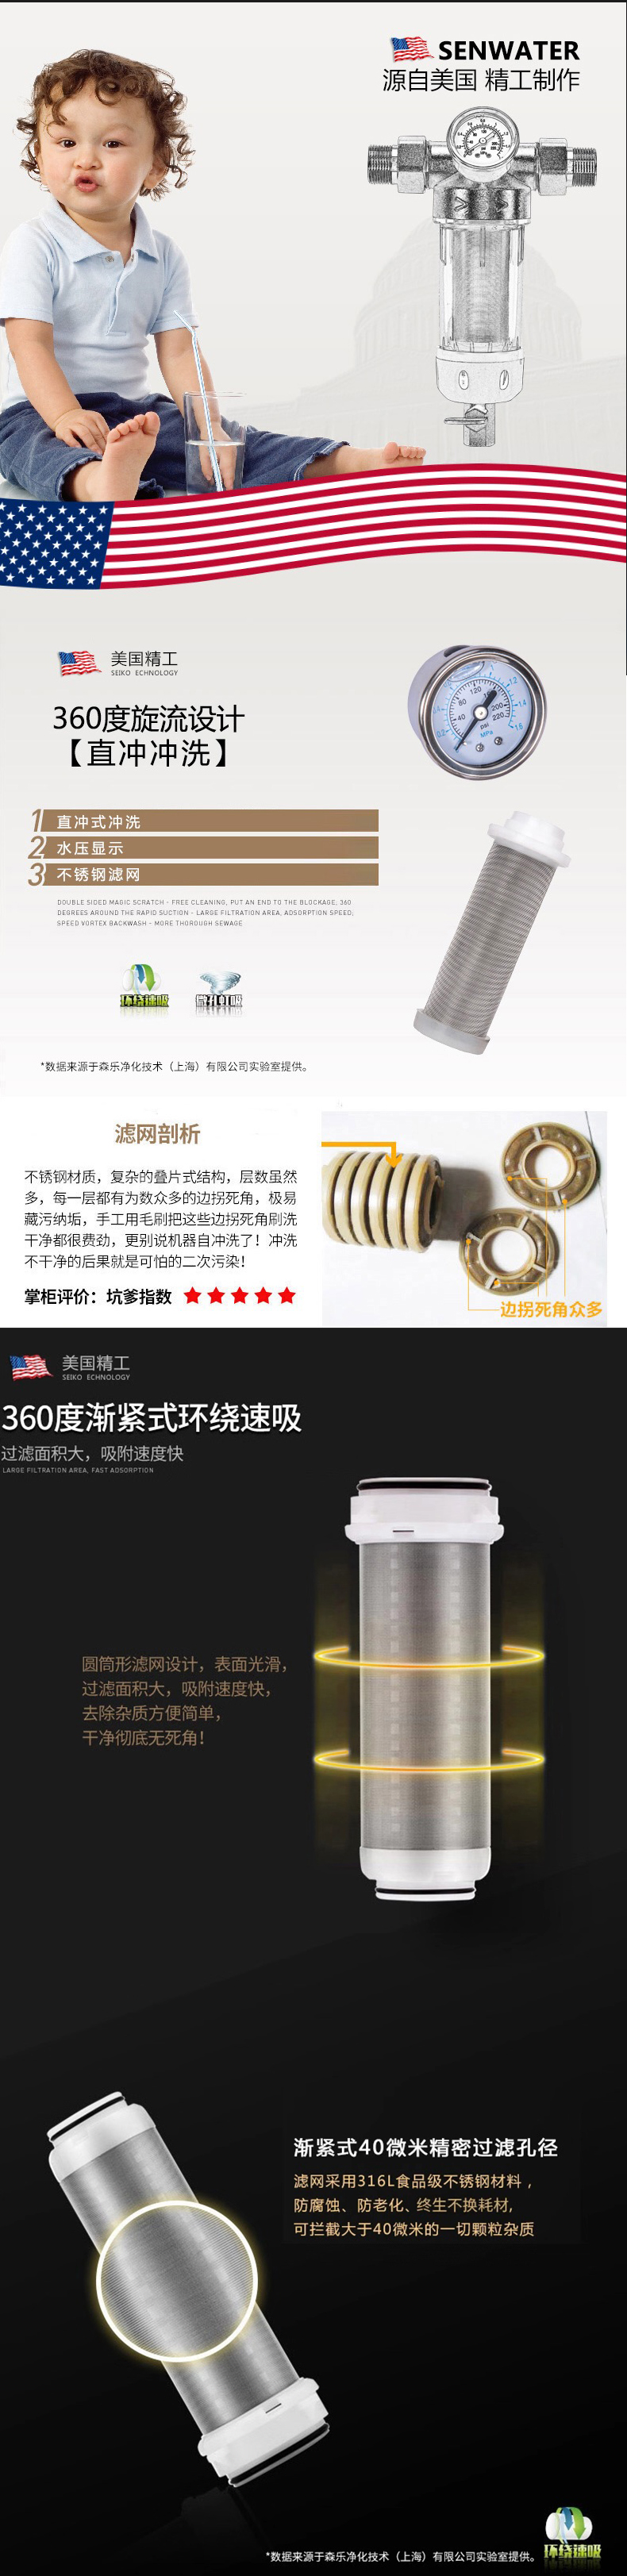 SENWATER
源自美国 精工制作
美国精工
SEIKO ECHNOLOGY
360度旋流设计
【直冲冲洗】
1 直冲式冲洗
2 水压显示
3 不锈钢滤网
DOUBLE SIDED MAGIC SCRATCH - FREE CLEANING, PUT AN END TO THE BLOCKAGE; 360
DEGREES AROUND THE RAPID SUCTION - LARGE FILTRATION AREA, ADSORPTION SPEED;
SPEED VORTEX BACKWASH - MORE THOROUGH SEWAGE
环绕速吸
微孔虹吸
*数据来源于森乐净化技术（上海）有限公司实验室提供。
滤网剖析
不锈钢材质，复杂的叠片式结构，层数虽然
多，每一层都有为数众多的边拐死角，极易
藏污纳垢，手工用毛刷把这些边拐死角刷洗
干净都很费劲，更别说机器自冲洗了！冲洗
不干净的后果就是可怕的二次污染！
掌柜评价：坑爹指数 ★★★★★
边拐死角众多
美国精工
SEIKO ECHNOLOGY
360度渐紧式环绕速吸
过滤面积大，吸附速度快
LARGE FILTRATION AREA, FAST ADSORPTION
圆筒形滤网设计，表面光滑，
过滤面积大，吸附速度快，
去除杂质方便简单，
干净彻底无死角！
渐紧式40微米精密过滤孔径
滤网采用316L食品级不锈钢材料，
防腐蚀、防老化、终生不换耗材，
可拦截大于40微米的一切颗粒杂质
环绕速吸
*数据来源于森乐净化技术（上海）有限公司实验室提供。